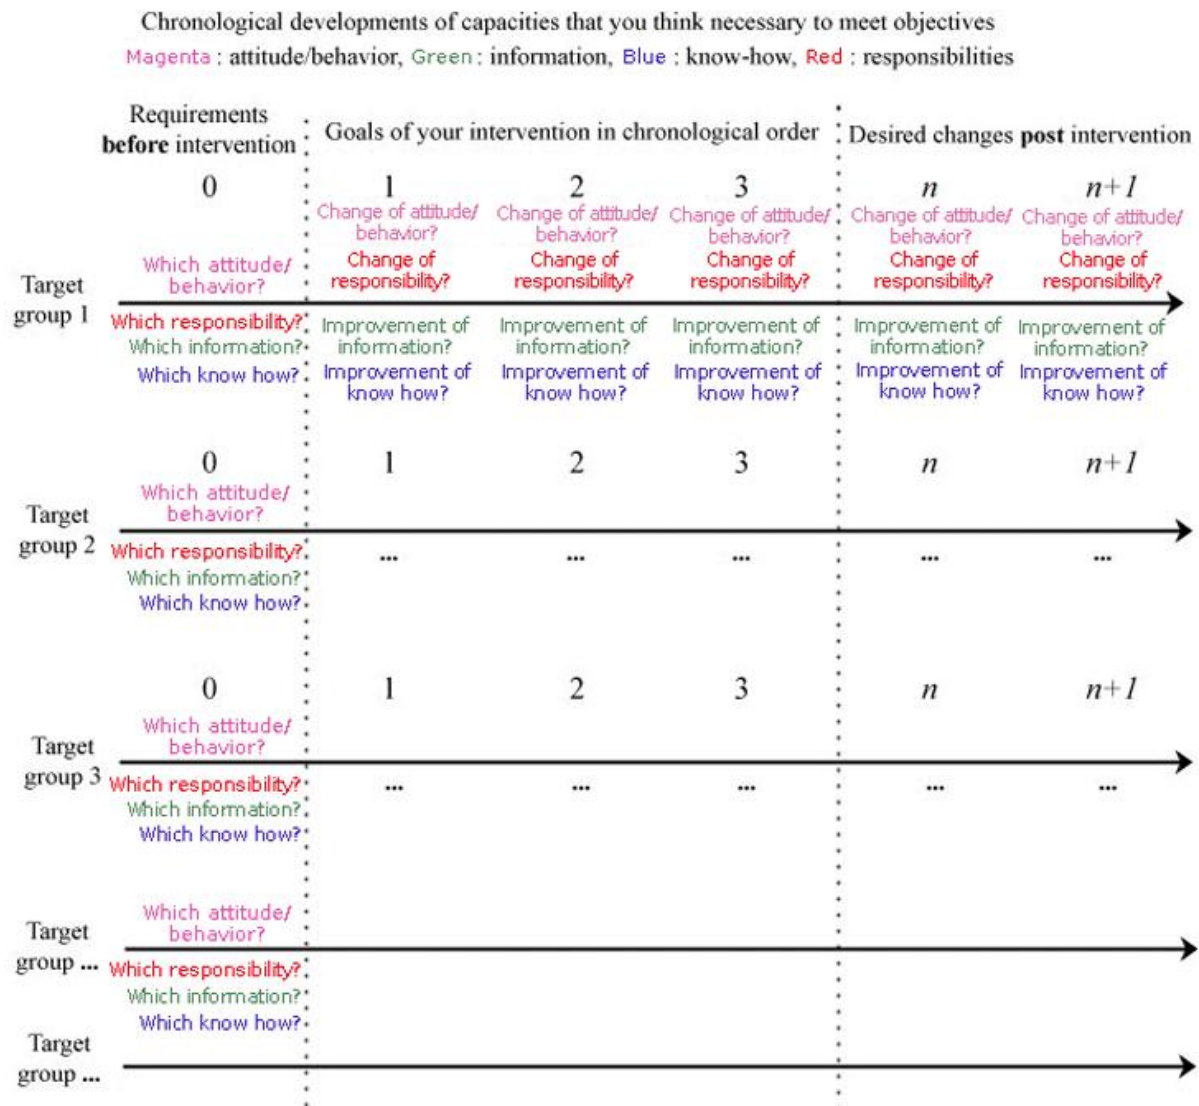 Chronological developments of capacities that you think necessary to meet objectives
Magenta : attitude/behavior, Green : information, Blue : know-how, Red : responsibilities
Requirements
before intervention
Goals of your intervention in chronological order
Desired changes post intervention
0 1 2 3 n n+1
Change of attitude/ Change of attitude/ Change of attitude/ Change of attitude/ Change of attitude/
behavior? behavior? behavior? behavior? behavior?
Which attitude/ Change of Change of Change of Change of Change of
behavior? responsibility? responsibility? responsibility? responsibility? responsibility?
Target
group 1
Which responsibility? Improvement of Improvement of Improvement of Improvement of Improvement of
Which information? information? information? information? information? information?
Which know how? Improvement of Improvement of Improvement of Improvement of Improvement of
know how? know how? know how? know how? know how?
0 1 2 3 n n+1
Which attitude/
behavior?
Target
group 2
Which responsibility? ... ... ... ... ...
Which information?
Which know how?
0 1 2 3 n n+1
Which attitude/
behavior?
Target
group 3
Which responsibility? ... ... ... ... ...
Which information?
Which know how?
Which attitude/
behavior?
Target
group ...
Which responsibility?
Which information?
Which know how?
Target
group ...